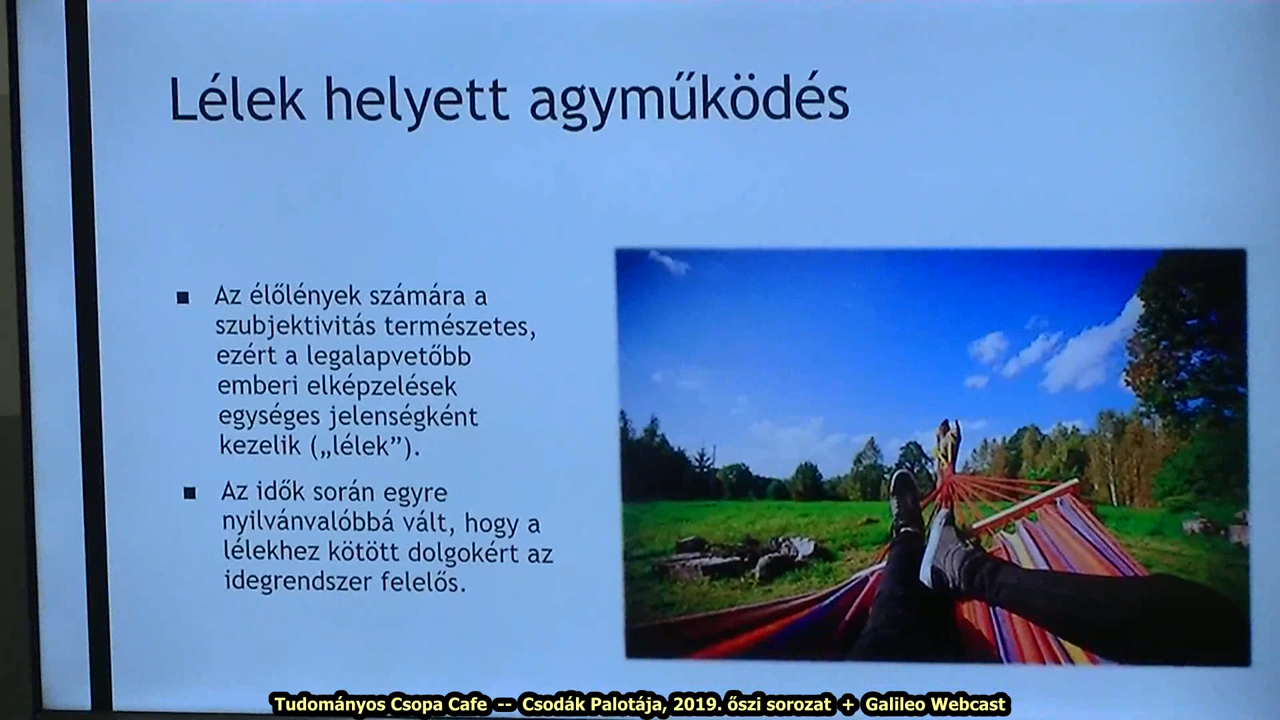 Lélek helyett agyműködés
■ Az élőlények számára a
szubjektivitás természetes,
ezért a legalapvetőbb
emberi elképzelések
egységes jelenségként
kezelik („lélek”).
■ Az idők során egyre
nyilvánvalóbbá vált, hogy a
lélekhez kötött dolgokért az
idegrendszer felelős.
Tudományos Csopa Cafe -- Csodák Palotája, 2019. őszi sorozat + Galileo Webcast